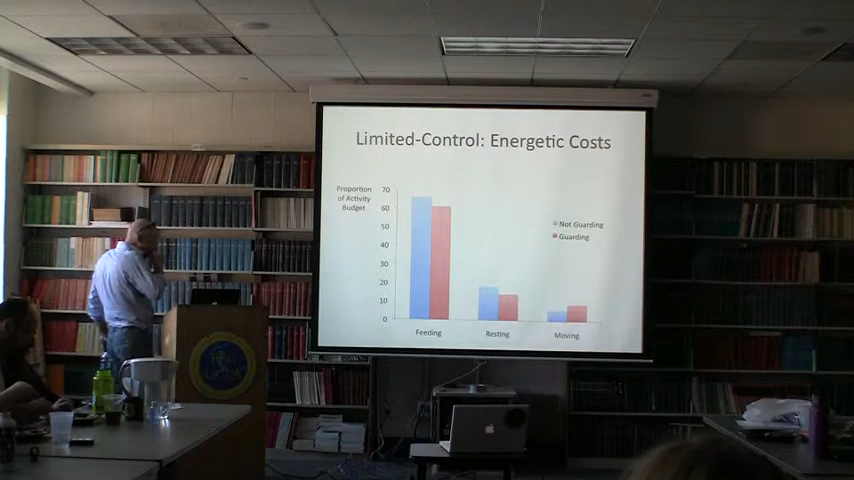 Limited-Control: Energetic Costs
Proportion
of Activity
Budget
70
60
50
40
30
20
10
0
Not Guarding
Guarding
Feeding
Resting
Moving